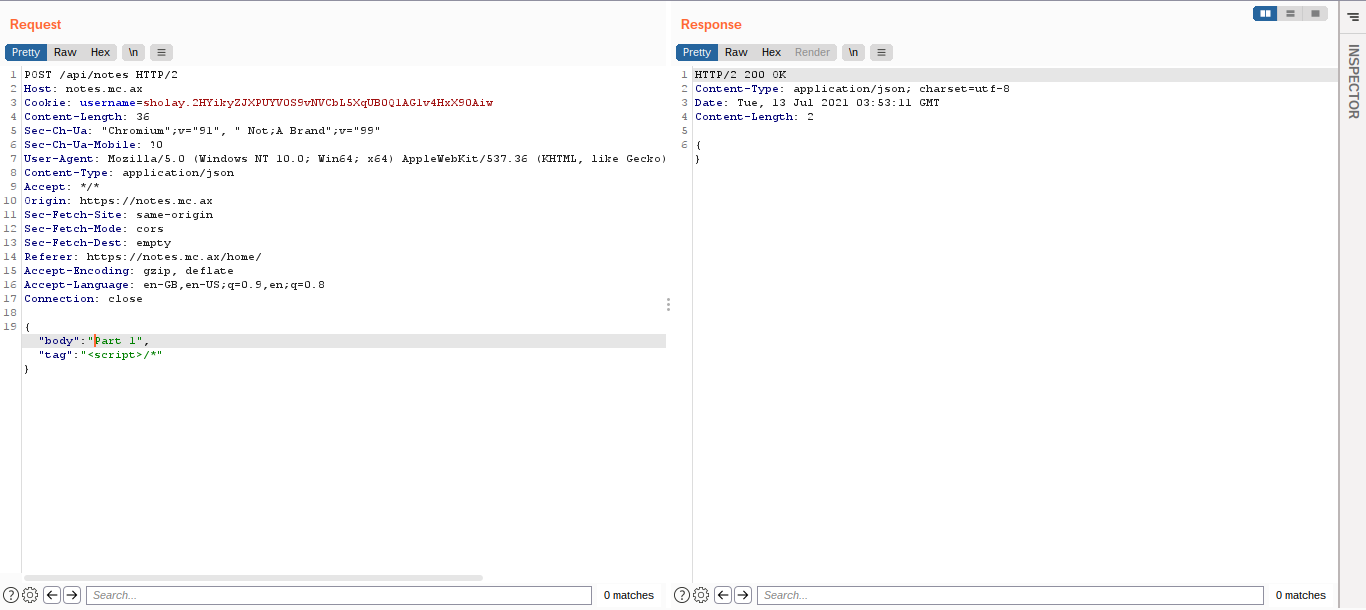 Request
Pretty Raw Hex \n
1 POST /api/notes HTTP/2
2 Host: notes.mc.ax
3 Cookie: username=sholay.2HYikyZJXPUYV0S9vNVCbL5XqUB0Q1AGlv4HxX90Aiw
4 Content-Length: 36
5 Sec-Ch-Ua: "Chromium";v="91", " Not;A Brand";v="99"
6 Sec-Ch-Ua-Mobile: ?0
7 User-Agent: Mozilla/5.0 (Windows NT 10.0; Win64; x64) AppleWebKit/537.36 (KHTML, like Gecko)
8 Content-Type: application/json
9 Accept: */*
10 Origin: https://notes.mc.ax
11 Sec-Fetch-Site: same-origin
12 Sec-Fetch-Mode: cors
13 Sec-Fetch-Dest: empty
14 Referer: https://notes.mc.ax/home/
15 Accept-Encoding: gzip, deflate
16 Accept-Language: en-GB,en-US;q=0.9,en;q=0.8
17 Connection: close
18
19 {
"body":"Part 1",
"tag":"<script>/*"
}
? Search... 0 matches
Response
Pretty Raw Hex Render \n
1 HTTP/2 200 OK
2 Content-Type: application/json; charset=utf-8
3 Date: Tue, 13 Jul 2021 03:53:11 GMT
4 Content-Length: 2
5
6 {
}
? Search... 0 matches
INSPECTOR